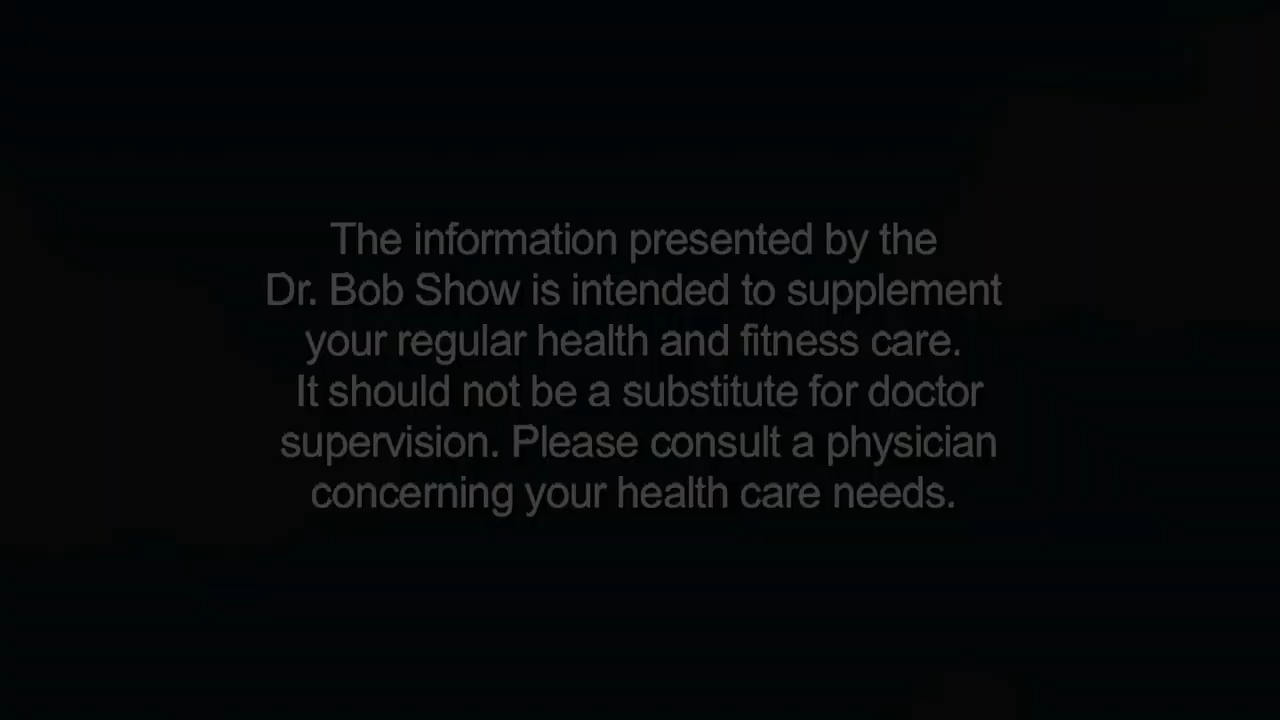 The information presented by the
Dr. Bob Show is intended to supplement
your regular health and fitness care.
It should not be a substitute for doctor
supervision. Please consult a physician
concerning your health care needs.